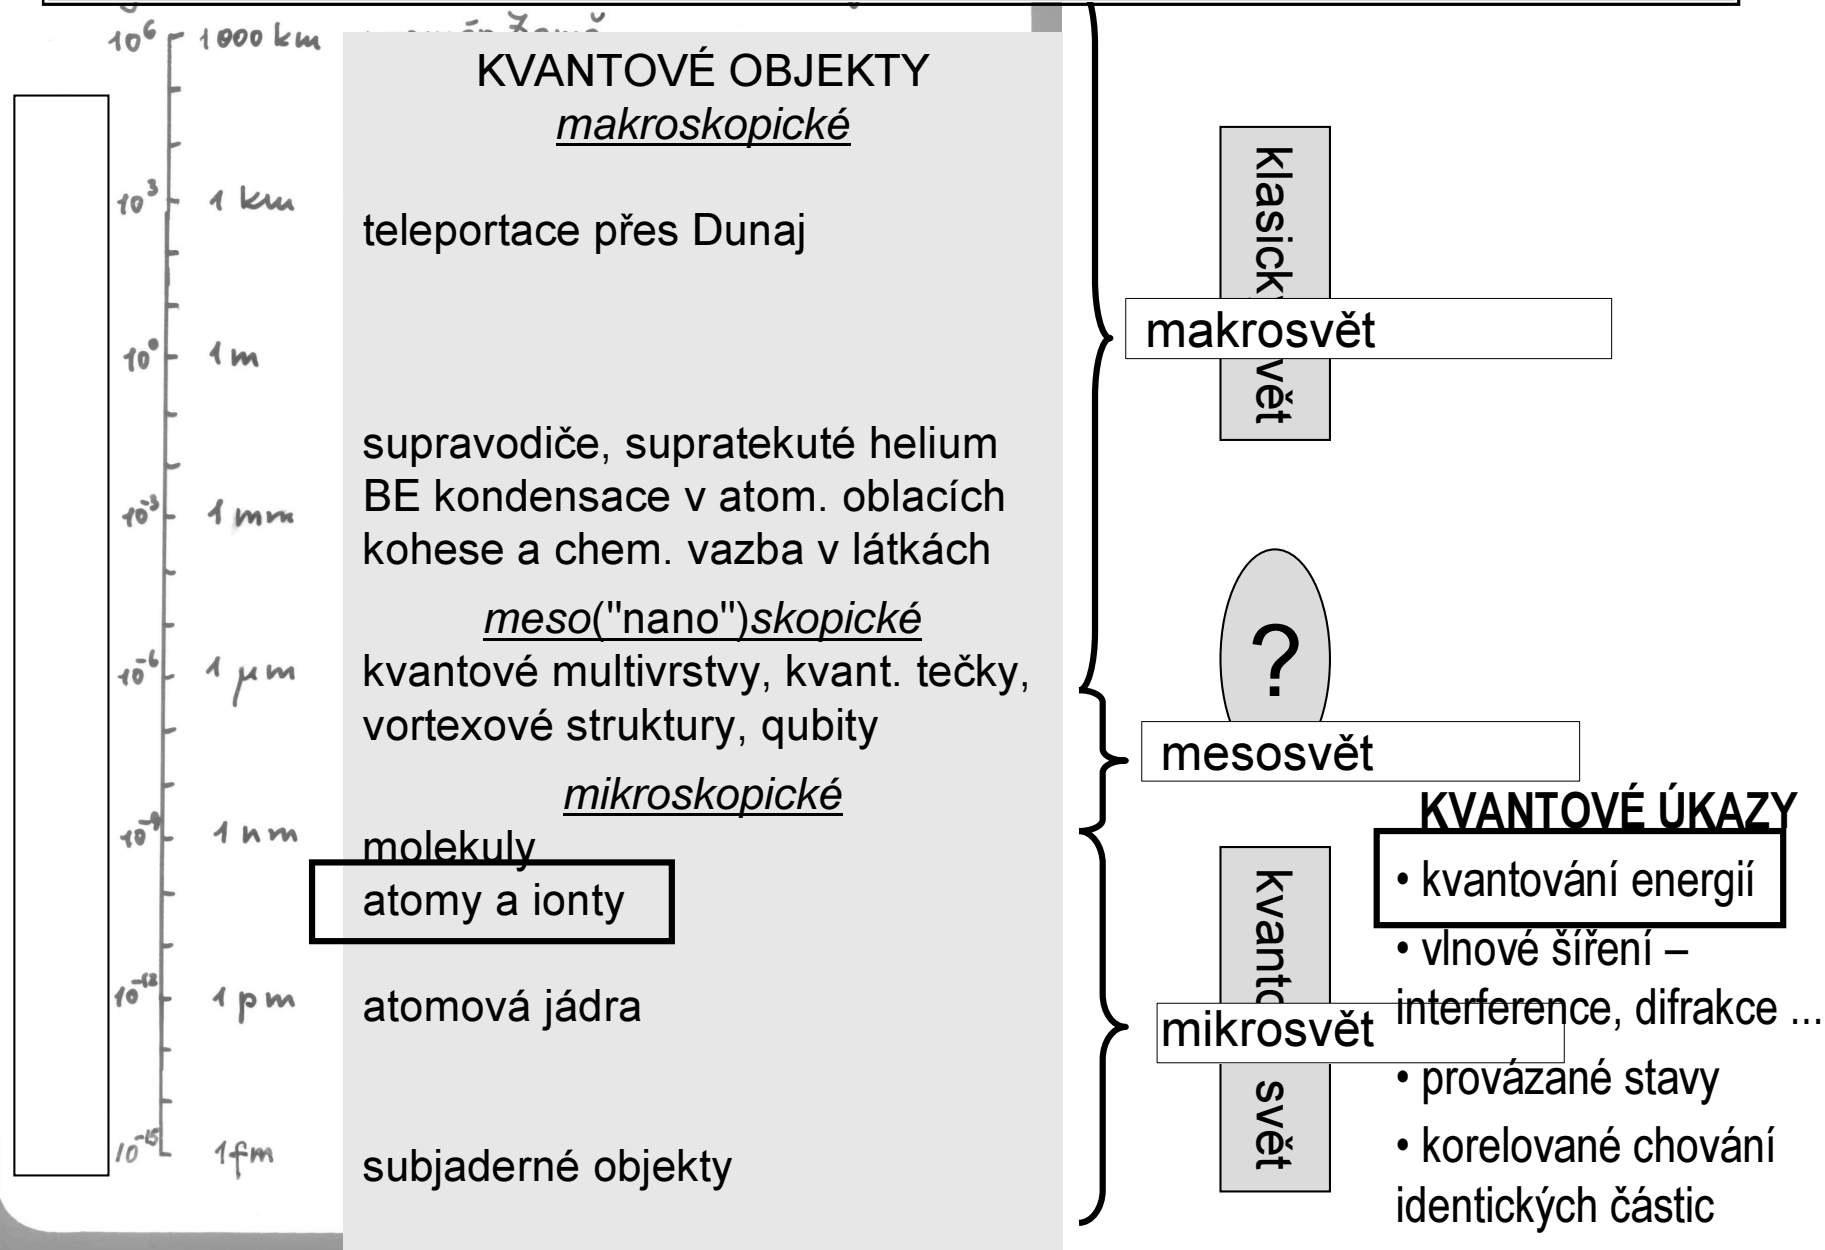 10⁶ 1000 km
10³ 1 km
10⁰ 1 m
10⁻³ 1 mm
10⁻⁶ 1 μm
10⁻⁹ 1 nm
10⁻¹² 1 pm
10⁻¹⁵ 1 fm
KVANTOVÉ OBJEKTY
makroskopické
teleportace přes Dunaj
supravodiče, supratekuté helium
BE kondensace v atom. oblacích
kohese a chem. vazba v látkách
meso("nano")skopické
kvantové multivrstvy, kvant. tečky,
vortexové struktury, qubity
mikroskopické
molekuly
atomy a ionty
atomová jádra
subjaderné objekty
makrosvět
?
mesosvět
mikrosvět
svět
KVANTOVÉ ÚKAZY
• kvantování energií
• vlnové šíření –
interference, difrakce ...
• provázané stavy
• korelované chování
identických částic